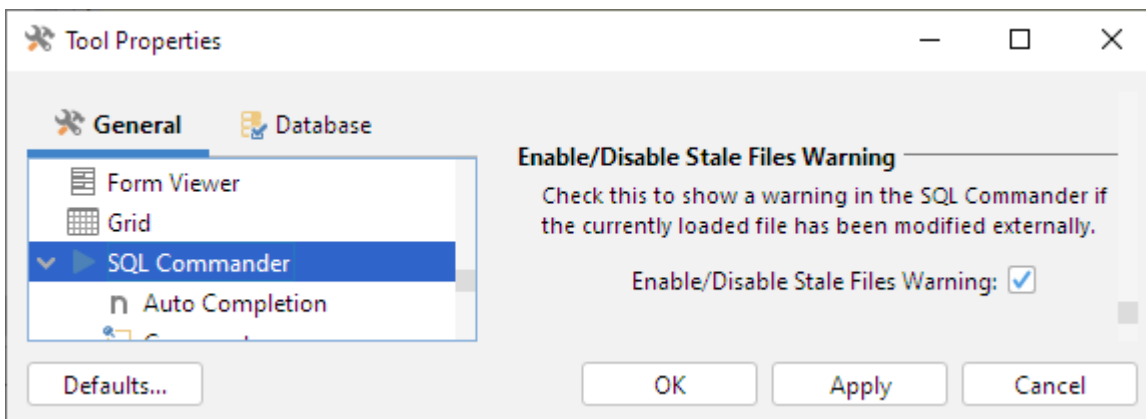 Tool Properties
General
Database
Form Viewer
Grid
SQL Commander
Auto Completion
Enable/Disable Stale Files Warning
Check this to show a warning in the SQL Commander if
the currently loaded file has been modified externally.
Enable/Disable Stale Files Warning:
Defaults...
OK
Apply
Cancel